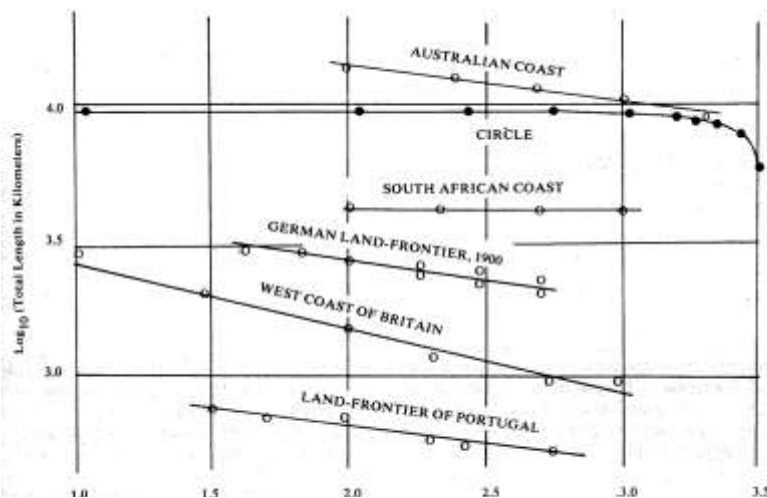 AUSTRALIAN COAST
4.0
CIRCLE
SOUTH AFRICAN COAST
3.5
GERMAN LAND-FRONTIER, 1900
WEST COAST OF BRITAIN
3.0
LAND-FRONTIER OF PORTUGAL
Log10 (Total Length in Kilometers)
1.0 1.5 2.0 2.5 3.0 3.5